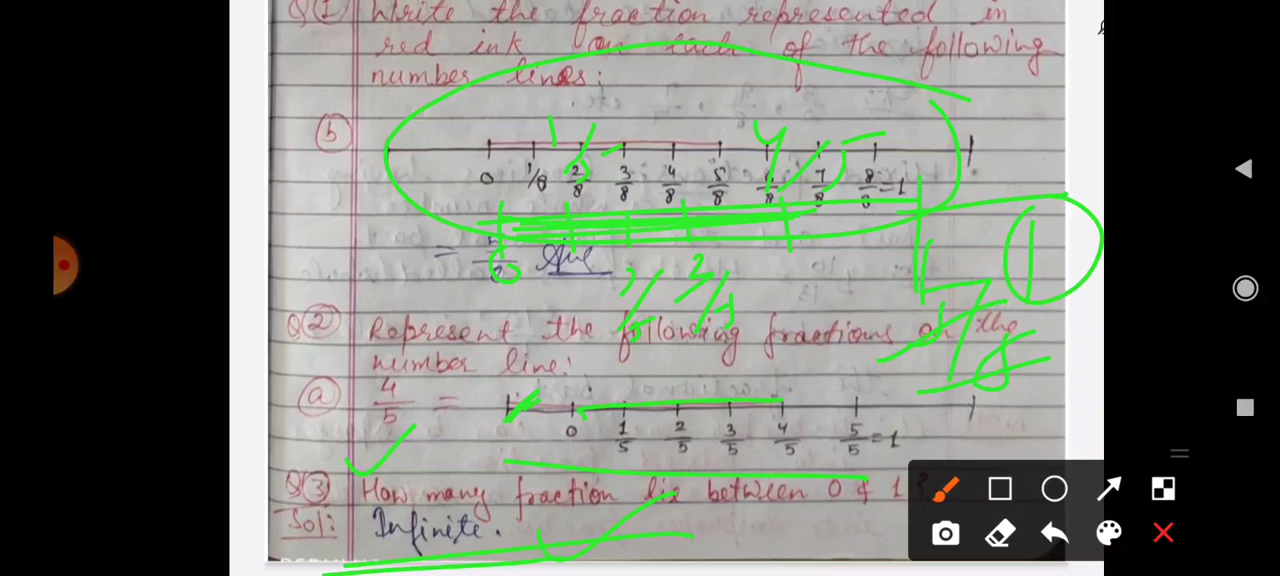 Q(1) Write the fraction represented in
red ink on each of the following
number lines:
(b)
0 1/8 2/8 3/8 4/8 5/8 6/8 7/8 8/8 = 1
= Ans
Q(2) Represent the following fractions on the
number line:
(a) 4/5 = 0 1/5 2/5 3/5 4/5 5/5 = 1
Q(3) How many fraction lie between 0 & 1
Sol: Infinite.